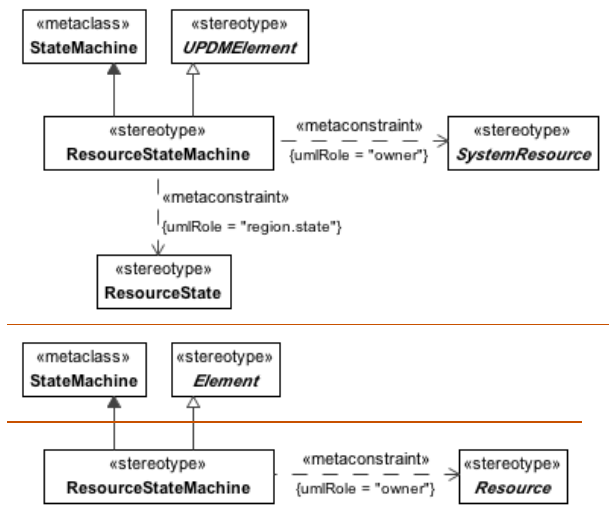 «metaclass»
StateMachine
«stereotype»
UPDMElement
«stereotype»
ResourceStateMachine
«metaconstraint»
{umlRole = "owner"}
«stereotype»
SystemResource
«metaconstraint»
{umlRole = "region.state"}
«stereotype»
ResourceState
«metaclass»
StateMachine
«stereotype»
Element
«stereotype»
ResourceStateMachine
«metaconstraint»
{umlRole = "owner"}
«stereotype»
Resource